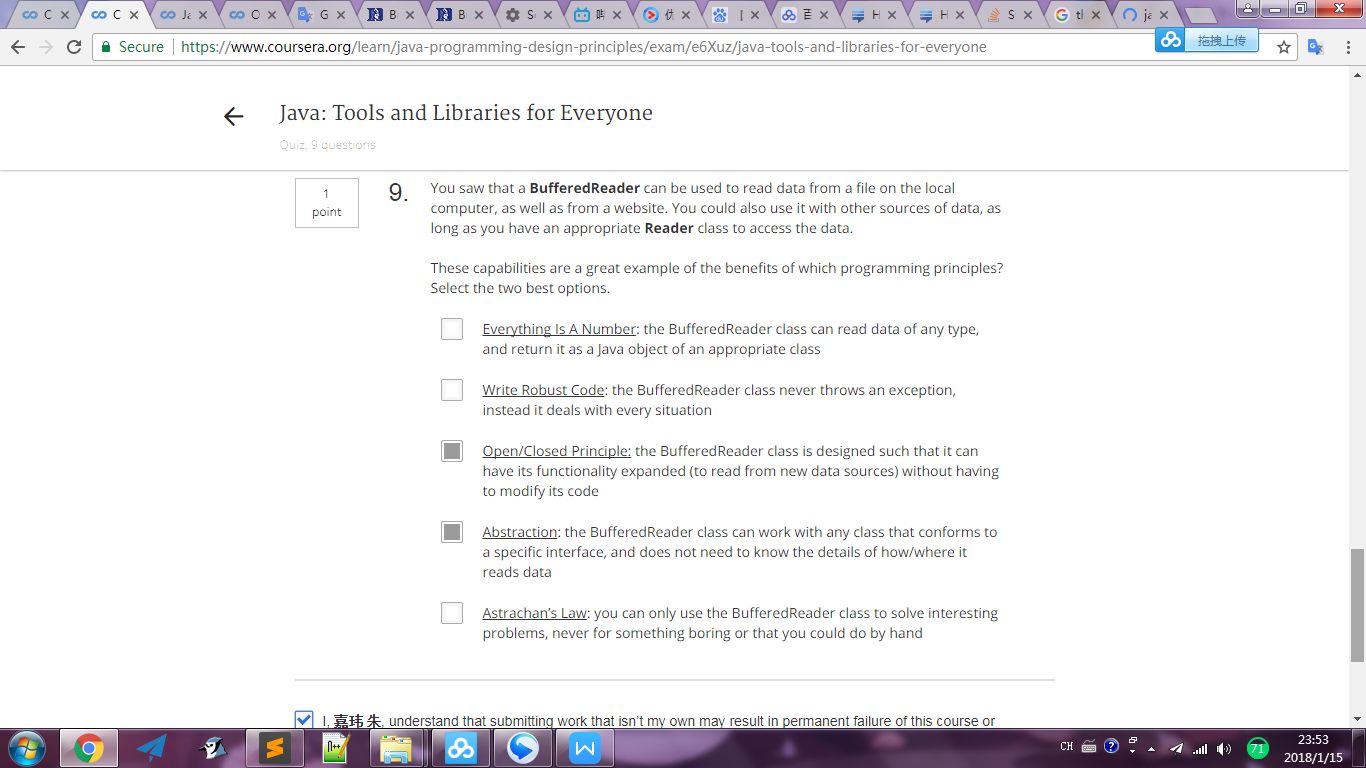 C
C
Ja
C
G
B
B
Se
Se
G tl
ja
Secure
https://www.coursera.org/learn/java-programming-design-principles/exam/e6Xuz/java-tools-and-libraries-for-everyone
拖拽上传
Java: Tools and Libraries for Everyone
Quiz, 9 questions
1
point
9.
You saw that a BufferedReader can be used to read data from a file on the local
computer, as well as from a website. You could also use it with other sources of data, as
long as you have an appropriate Reader class to access the data.
These capabilities are a great example of the benefits of which programming principles?
Select the two best options.
Everything Is A Number: the BufferedReader class can read data of any type,
and return it as a Java object of an appropriate class
Write Robust Code: the BufferedReader class never throws an exception,
instead it deals with every situation
Open/Closed Principle: the BufferedReader class is designed such that it can
have its functionality expanded (to read from new data sources) without having
to modify its code
Abstraction: the BufferedReader class can work with any class that conforms to
a specific interface, and does not need to know the details of how/where it
reads data
Astrachan’s Law: you can only use the BufferedReader class to solve interesting
problems, never for something boring or that you could do by hand
I, 嘉玮 朱, understand that submitting work that isn’t my own may result in permanent failure of this course or
CH
71
23:53
2018/1/15